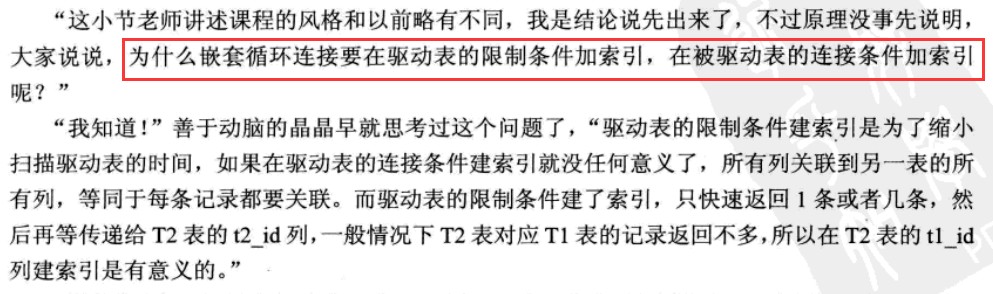 “这小节老师讲述课程的风格和以前略有不同，我是结论说先出来了，不过原理没事先说明，
大家说说，为什么嵌套循环连接要在驱动表的限制条件加索引，在被驱动表的连接条件加索引
呢？”
“我知道！”善于动脑的晶晶早就思考过这个问题了，“驱动表的限制条件建索引是为了缩小
扫描驱动表的时间，如果在驱动表的连接条件建索引就没任何意义了，所有列关联到另一表的所
有列，等同于每条记录都要关联。而驱动表的限制条件建了索引，只快速返回 1 条或者几条，然
后再等传递给 T2 表的 t2_id 列，一般情况下 T2 表对应 T1 表的记录返回不多，所以在 T2 表的 t1_id
列建索引是有意义的。”